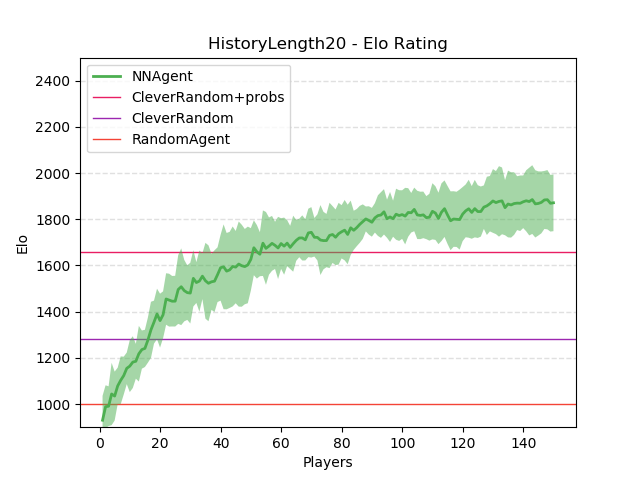 HistoryLength20 - Elo Rating
NNAgent
CleverRandom+probs
CleverRandom
RandomAgent
Elo
2400
2200
2000
1800
1600
1400
1200
1000
0 20 40 60 80 100 120 140
Players